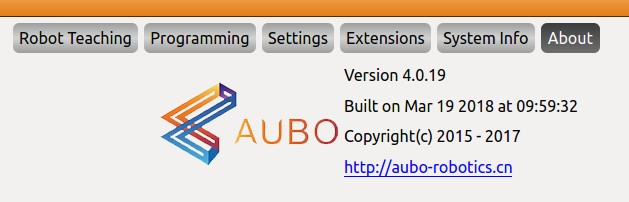 Robot Teaching Programming Settings Extensions System Info About
Version 4.0.19
Built on Mar 19 2018 at 09:59:32
AUBO
Copyright(c) 2015 - 2017
http://aubo-robotics.cn